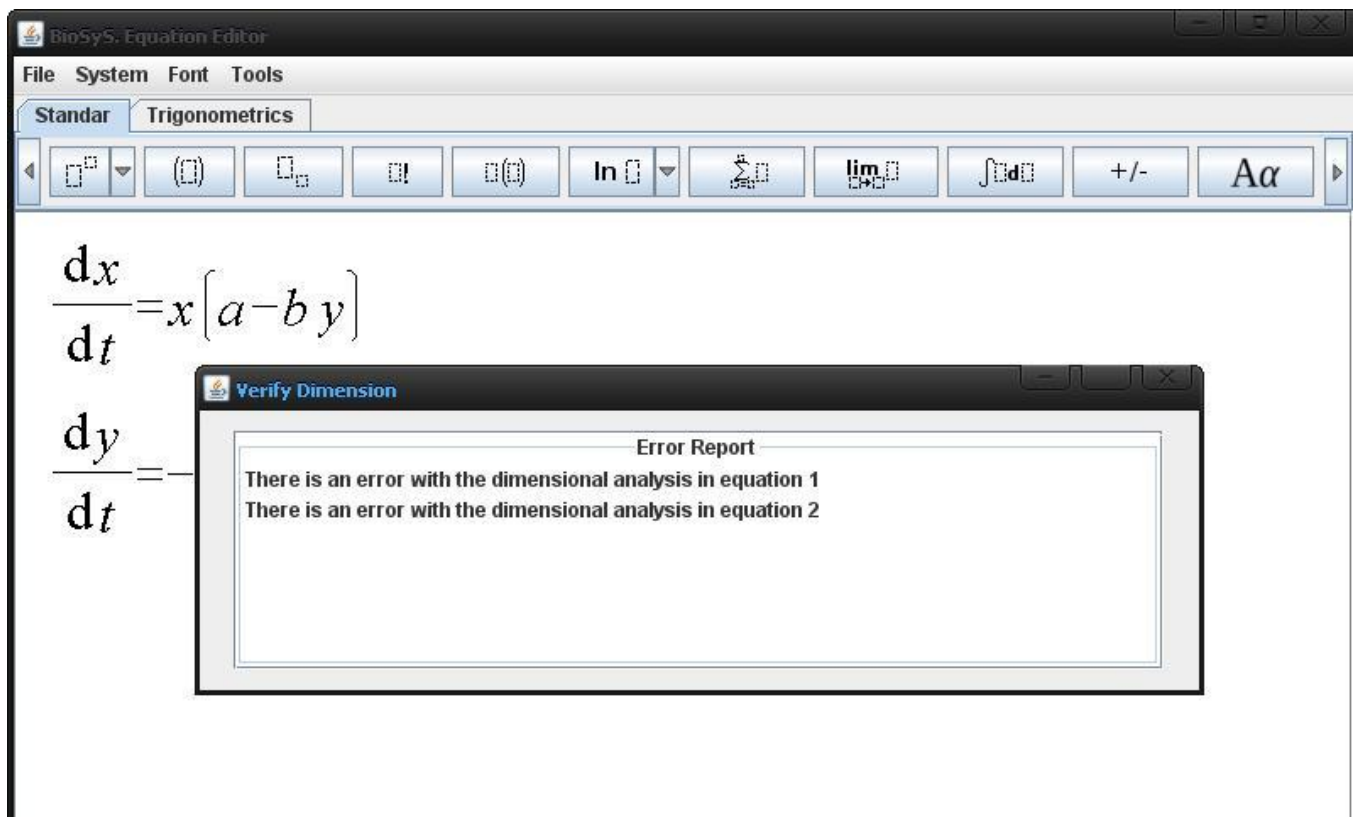 BioSyS. Equation Editor
File System Font Tools
Standar Trigonometrics
()  !  ()  ln  Σ  lim  ∫d  +/-  Aα
dx/dt=x(a-b y)
Verify Dimension
dy/dt=-
Error Report
There is an error with the dimensional analysis in equation 1
There is an error with the dimensional analysis in equation 2